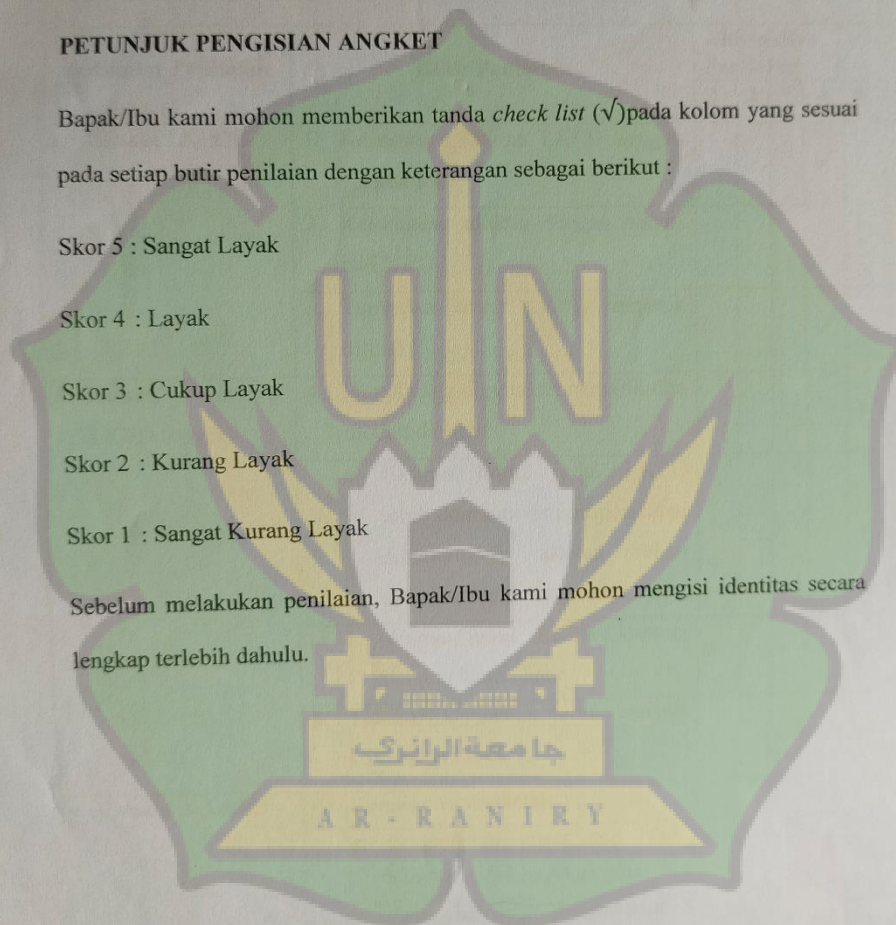 PETUNJUK PENGISIAN ANGKET
Bapak/Ibu kami mohon memberikan tanda check list (√)pada kolom yang sesuai
pada setiap butir penilaian dengan keterangan sebagai berikut :
Skor 5 : Sangat Layak
Skor 4 : Layak
Skor 3 : Cukup Layak
Skor 2 : Kurang Layak
Skor 1 : Sangat Kurang Layak
Sebelum melakukan penilaian, Bapak/Ibu kami mohon mengisi identitas secara
lengkap terlebih dahulu.
UIN
جامعة الرانري
AR-RANIRY